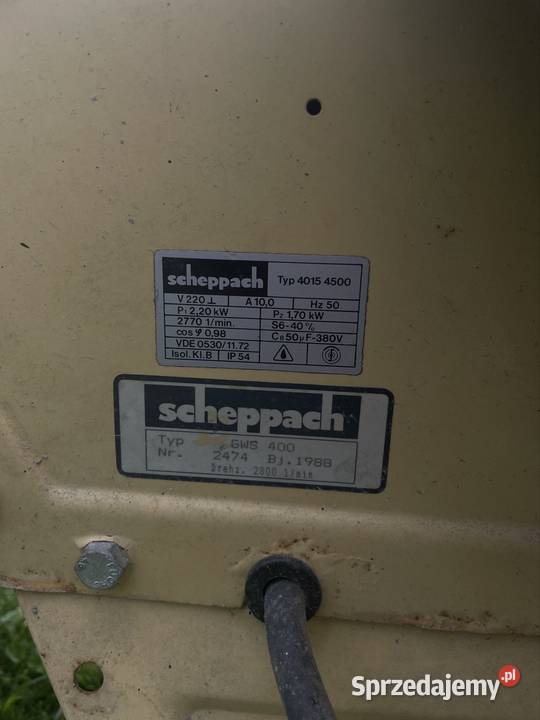 scheppach Typ 4015 4500
V 220 ⊥ A 10,0 Hz 50
P₁ 2,20 kW P₂ 1,70 kW
2770 1/min. S6-40 %
cos φ 0,98 C_B 50µF-380V
VDE 0530/11.72
Isol.Kl.B IP 54
scheppach
Typ GWS 400
Nr. 2474 Bj.1988
Drehz. 2800 1/min
Sprzedajemy.pl